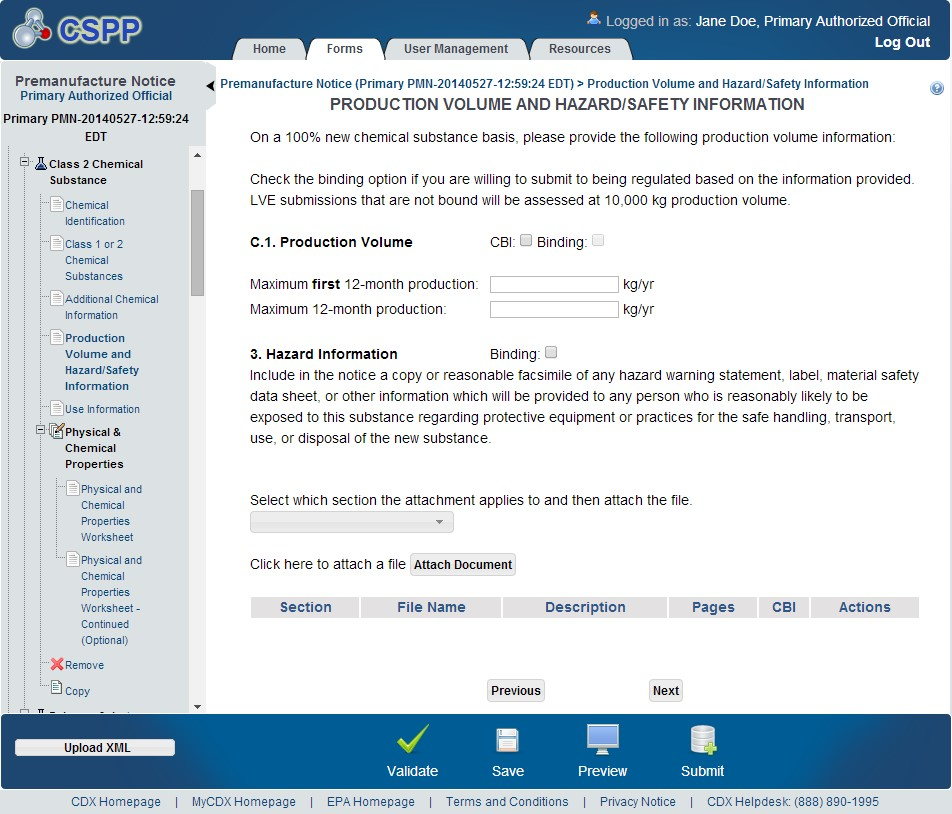 CSPP
Logged in as: Jane Doe, Primary Authorized Official
Log Out
Home
Forms
User Management
Resources
Premanufacture Notice
Primary Authorized Official
Primary PMN-20140527-12:59:24
EDT
Class 2 Chemical
Substance
Chemical
Identification
Class 1 or 2
Chemical
Substances
Additional Chemical
Information
Production
Volume and
Hazard/Safety
Information
Use Information
Physical &
Chemical
Properties
Physical and
Chemical
Properties
Worksheet
Physical and
Chemical
Properties
Worksheet -
Continued
(Optional)
Remove
Copy
Premanufacture Notice (Primary PMN-20140527-12:59:24 EDT) > Production Volume and Hazard/Safety Information
PRODUCTION VOLUME AND HAZARD/SAFETY INFORMATION
On a 100% new chemical substance basis, please provide the following production volume information:
Check the binding option if you are willing to submit to being regulated based on the information provided.
LVE submissions that are not bound will be assessed at 10,000 kg production volume.
C.1. Production Volume CBI: Binding:
Maximum first 12-month production: kg/yr
Maximum 12-month production: kg/yr
3. Hazard Information Binding:
Include in the notice a copy or reasonable facsimile of any hazard warning statement, label, material safety
data sheet, or other information which will be provided to any person who is reasonably likely to be
exposed to this substance regarding protective equipment or practices for the safe handling, transport,
use, or disposal of the new substance.
Select which section the attachment applies to and then attach the file.
Click here to attach a file Attach Document
Section File Name Description Pages CBI Actions
Previous Next
Upload XML
Validate Save Preview Submit
CDX Homepage | MyCDX Homepage | EPA Homepage | Terms and Conditions | Privacy Notice | CDX Helpdesk: (888) 890-1995